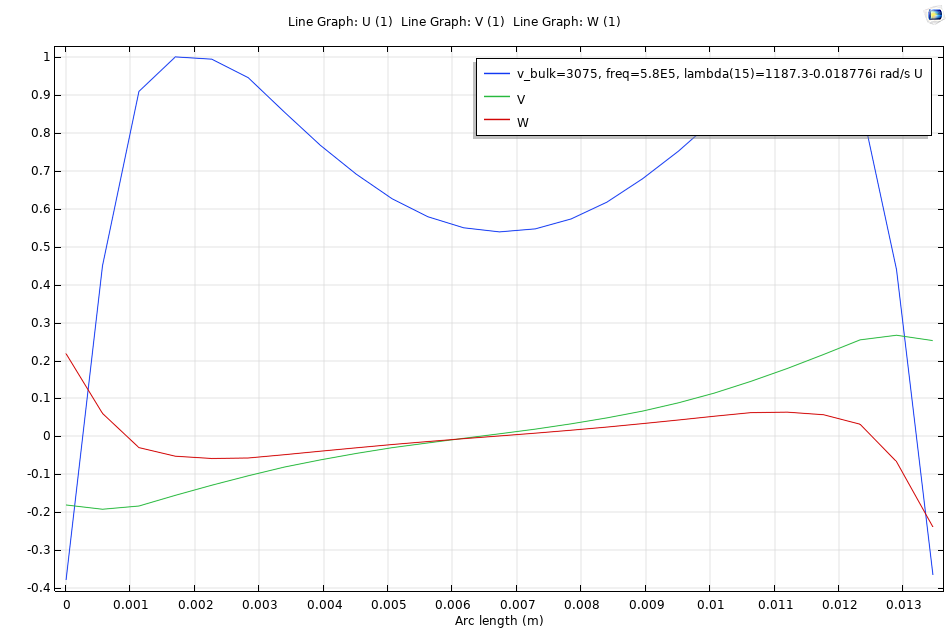 Line Graph: U (1)  Line Graph: V (1)  Line Graph: W (1)
v_bulk=3075, freq=5.8E5, lambda(15)=1187.3-0.018776i rad/s U
V
W
1
0.9
0.8
0.7
0.6
0.5
0.4
0.3
0.2
0.1
0
-0.1
-0.2
-0.3
-0.4
0 0.001 0.002 0.003 0.004 0.005 0.006 0.007 0.008 0.009 0.01 0.011 0.012 0.013
Arc length (m)